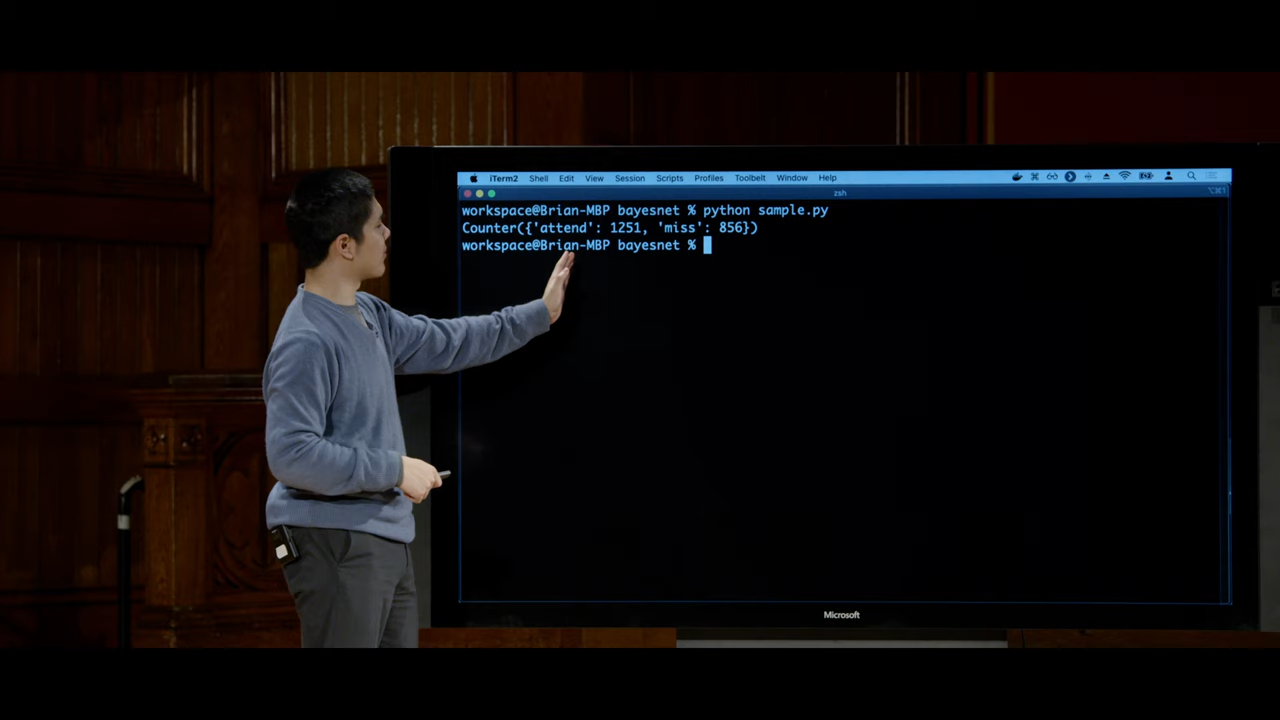 iTerm2 Shell Edit View Session Scripts Profiles Toolbelt Window Help
zsh
workspace@Brian-MBP bayesnet % python sample.py
Counter({'attend': 1251, 'miss': 856})
workspace@Brian-MBP bayesnet %
Microsoft